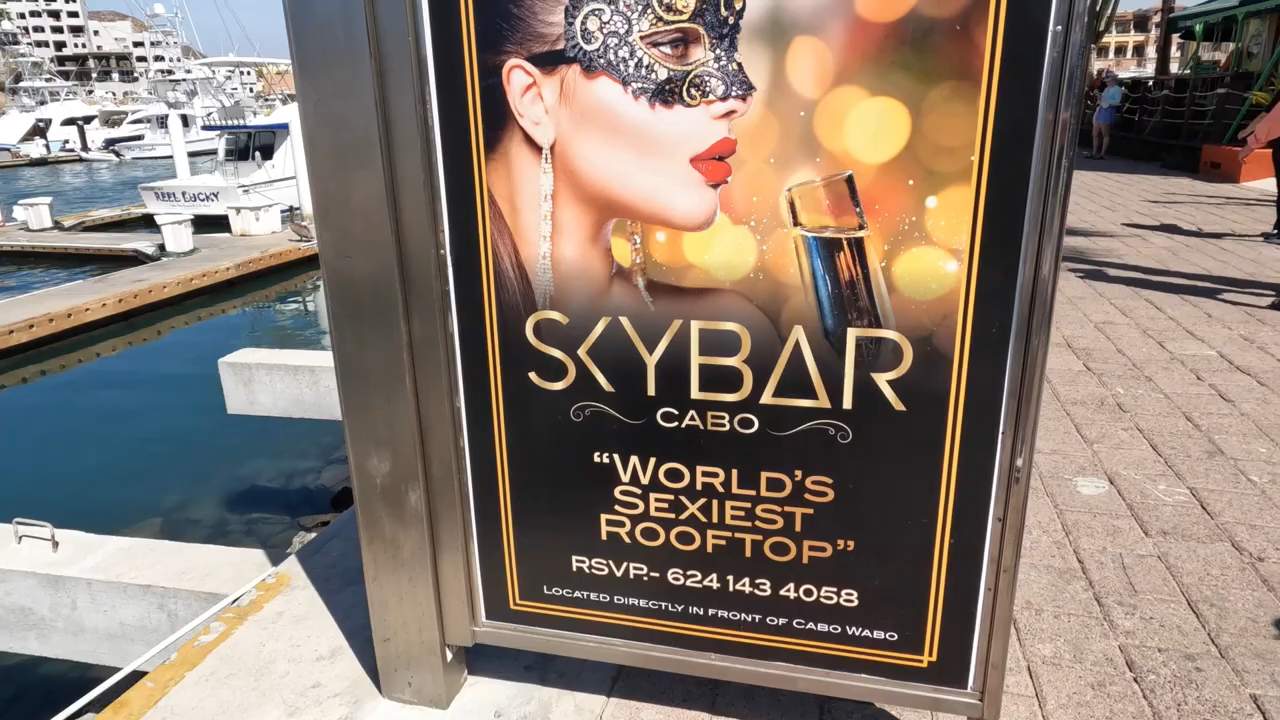 REEL LUCKY
SKYBAR
CABO
“WORLD’S
SEXIEST
ROOFTOP”
RSVP.- 624 143 4058
LOCATED DIRECTLY IN FRONT OF CABO WABO